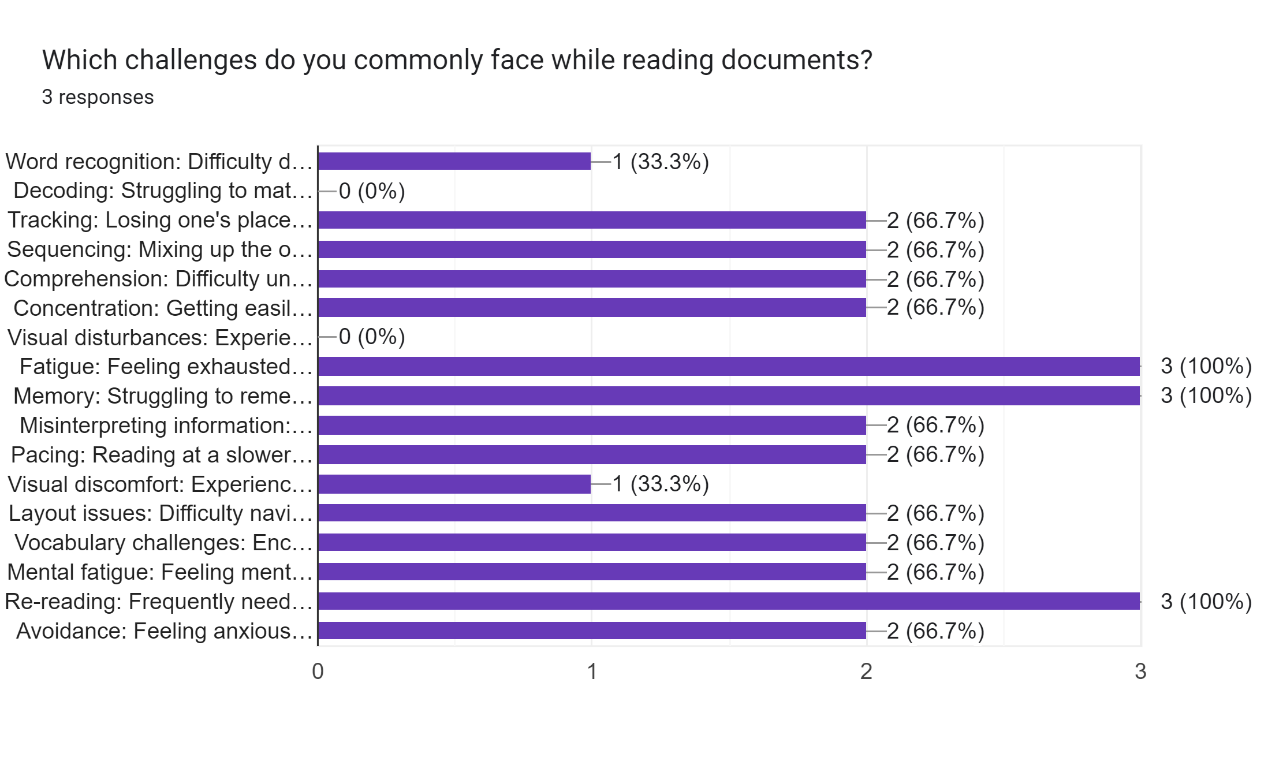 Which challenges do you commonly face while reading documents?
3 responses
Word recognition: Difficulty d… 1 (33.3%)
Decoding: Struggling to mat… 0 (0%)
Tracking: Losing one's place… 2 (66.7%)
Sequencing: Mixing up the o… 2 (66.7%)
Comprehension: Difficulty un… 2 (66.7%)
Concentration: Getting easil… 2 (66.7%)
Visual disturbances: Experie… 0 (0%)
Fatigue: Feeling exhausted… 3 (100%)
Memory: Struggling to reme… 3 (100%)
Misinterpreting information:… 2 (66.7%)
Pacing: Reading at a slower… 2 (66.7%)
Visual discomfort: Experienc… 1 (33.3%)
Layout issues: Difficulty navi… 2 (66.7%)
Vocabulary challenges: Enc… 2 (66.7%)
Mental fatigue: Feeling ment… 2 (66.7%)
Re-reading: Frequently need… 3 (100%)
Avoidance: Feeling anxious… 2 (66.7%)
0 1 2 3